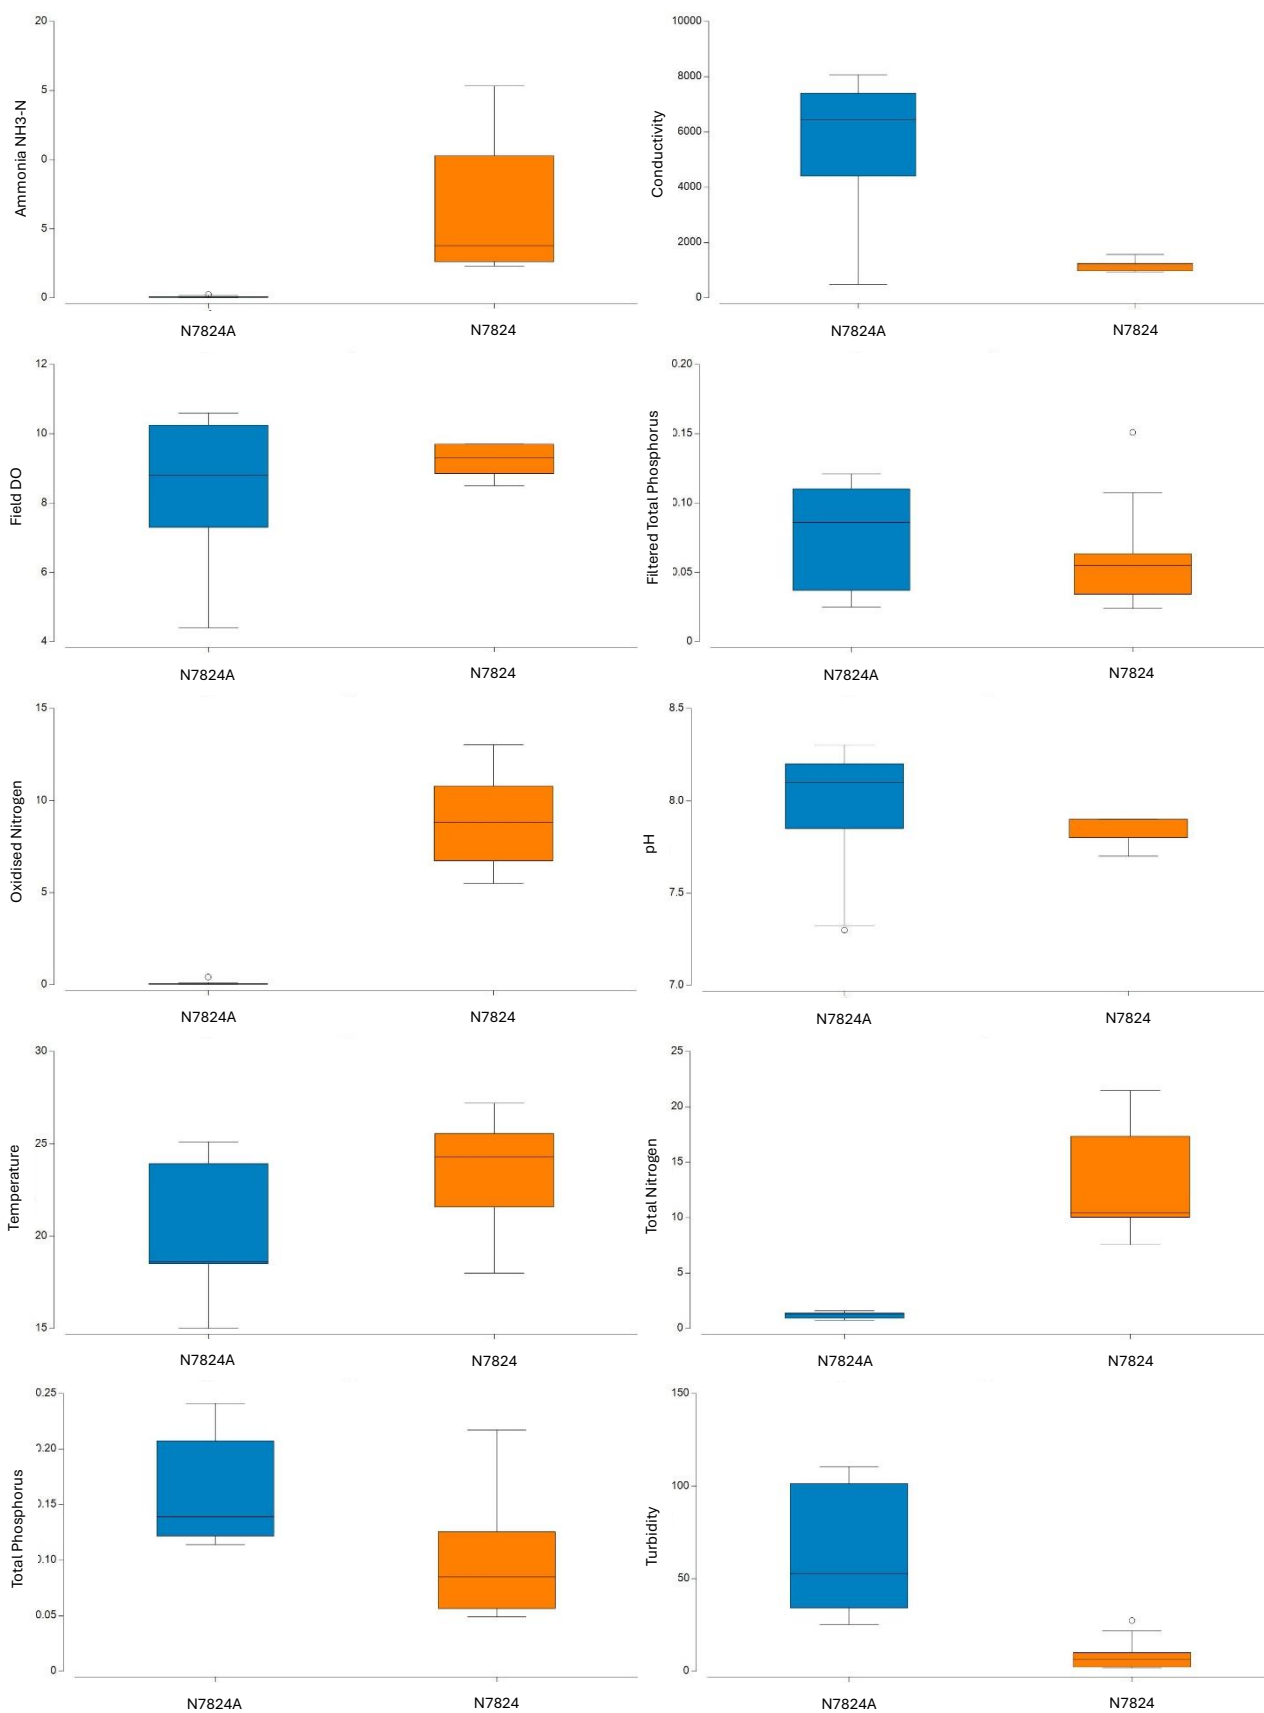 20
5
0
5
0
Ammonia NH3-N
N7824A
N7824
10000
8000
6000
4000
2000
0
Conductivity
N7824A
N7824
12
10
8
6
4
Field DO
N7824A
N7824
0.20
0.15
0.10
0.05
0
Filtered Total Phosphorus
N7824A
N7824
15
10
5
0
Oxidised Nitrogen
N7824A
N7824
8.5
8.0
7.5
7.0
pH
N7824A
N7824
30
25
20
15
Temperature
N7824A
N7824
25
20
15
10
5
0
Total Nitrogen
N7824A
N7824
0.25
0.20
0.15
0.10
0.05
0
Total Phosphorus
N7824A
N7824
150
100
50
0
Turbidity
N7824A
N7824